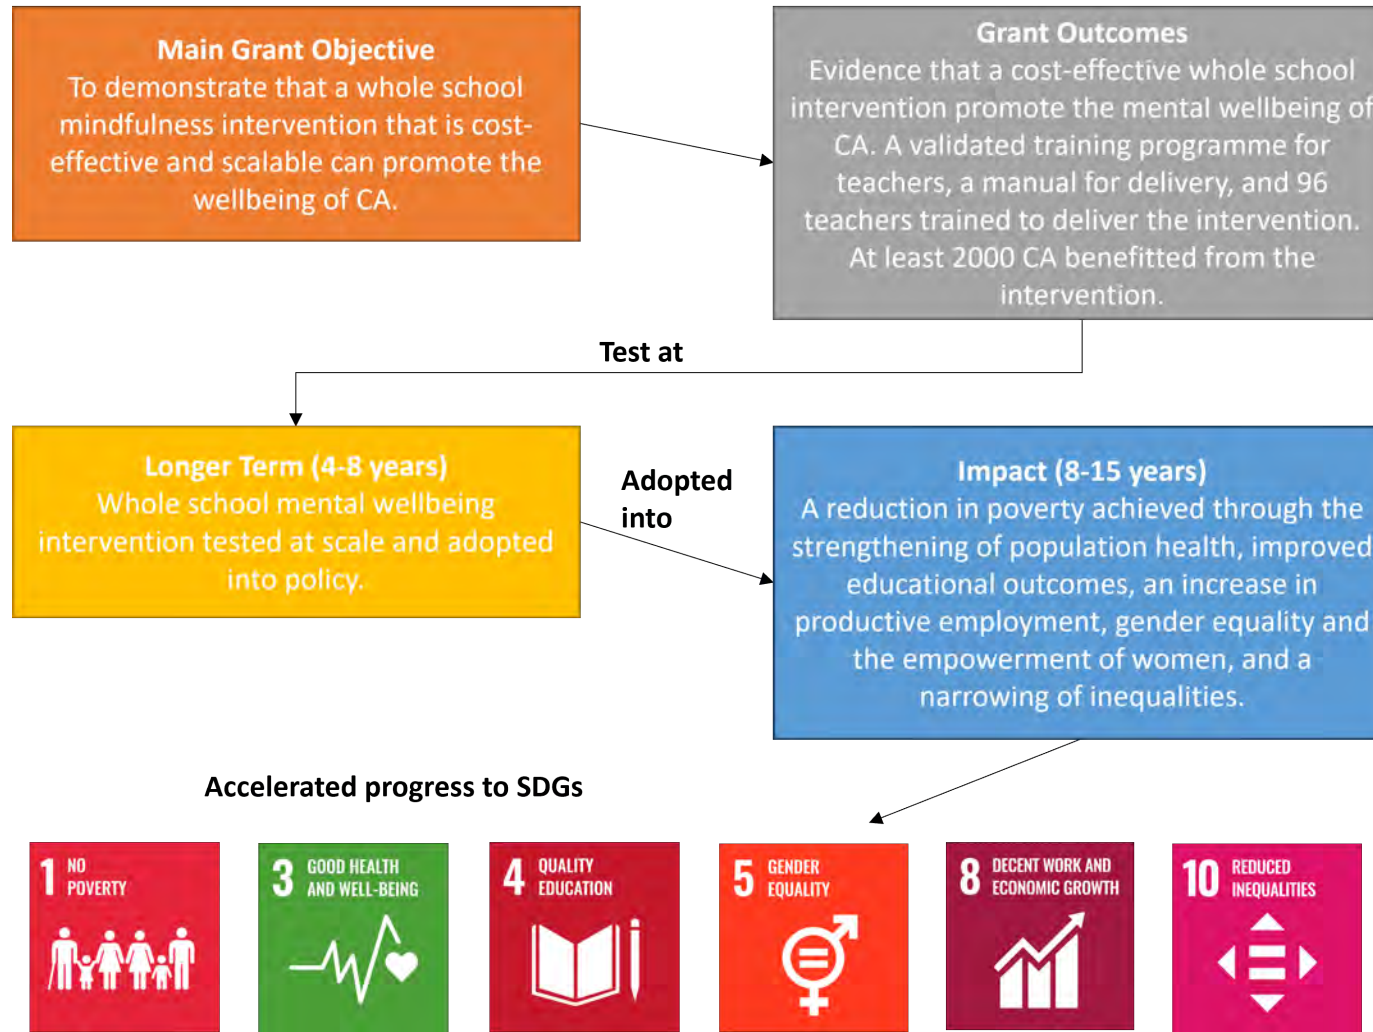 Main Grant Objective
To demonstrate that a whole school
mindfulness intervention that is cost-
effective and scalable can promote the
wellbeing of CA.
Grant Outcomes
Evidence that a cost-effective whole school
intervention promote the mental wellbeing of
CA. A validated training programme for
teachers, a manual for delivery, and 96
teachers trained to deliver the intervention.
At least 2000 CA benefitted from the
intervention.
Test at
Longer Term (4-8 years)
Whole school mental wellbeing
intervention tested at scale and adopted
into policy.
Adopted
into
Impact (8-15 years)
A reduction in poverty achieved through the
strengthening of population health, improved
educational outcomes, an increase in
productive employment, gender equality and
the empowerment of women, and a
narrowing of inequalities.
Accelerated progress to SDGs
1 NO
POVERTY
3 GOOD HEALTH
AND WELL-BEING
4 QUALITY
EDUCATION
5 GENDER
EQUALITY
8 DECENT WORK AND
ECONOMIC GROWTH
10 REDUCED
INEQUALITIES